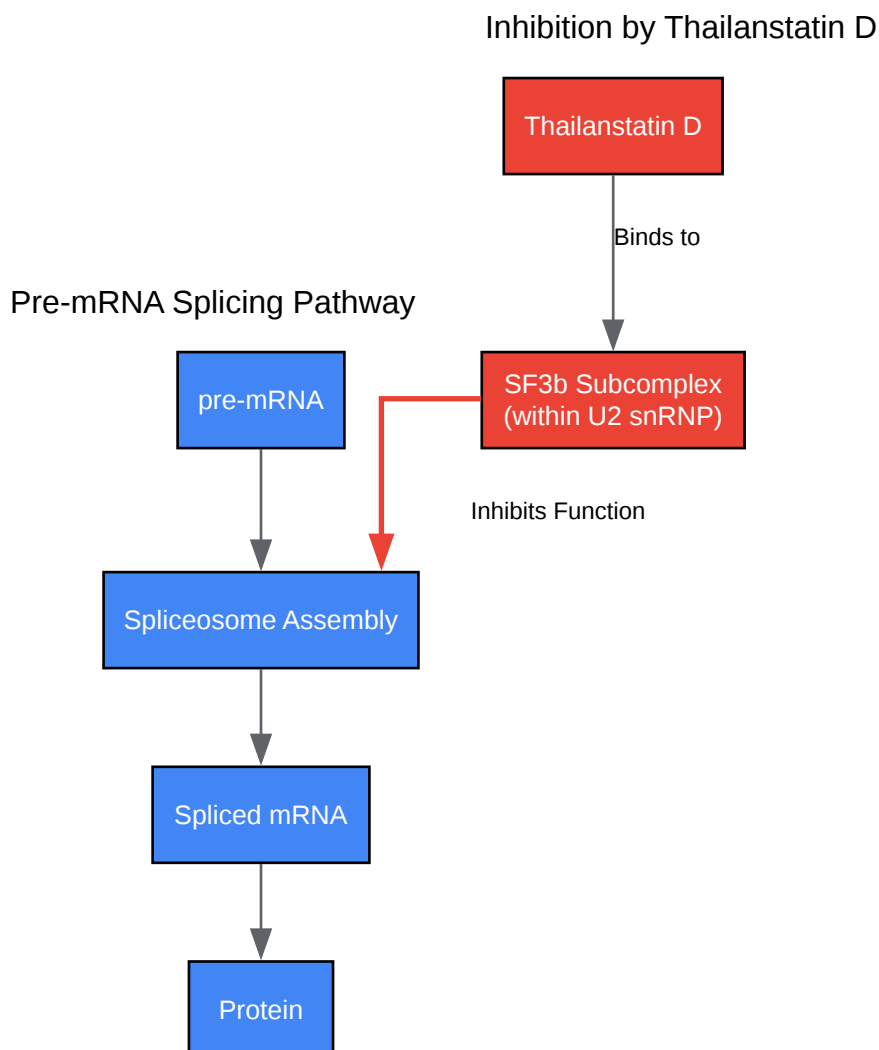 Inhibition by Thailanstatin D
Thailanstatin D
Binds to
Pre-mRNA Splicing Pathway
pre-mRNA
SF3b Subcomplex
(within U2 snRNP)
Inhibits Function
Spliceosome Assembly
Spliced mRNA
Protein